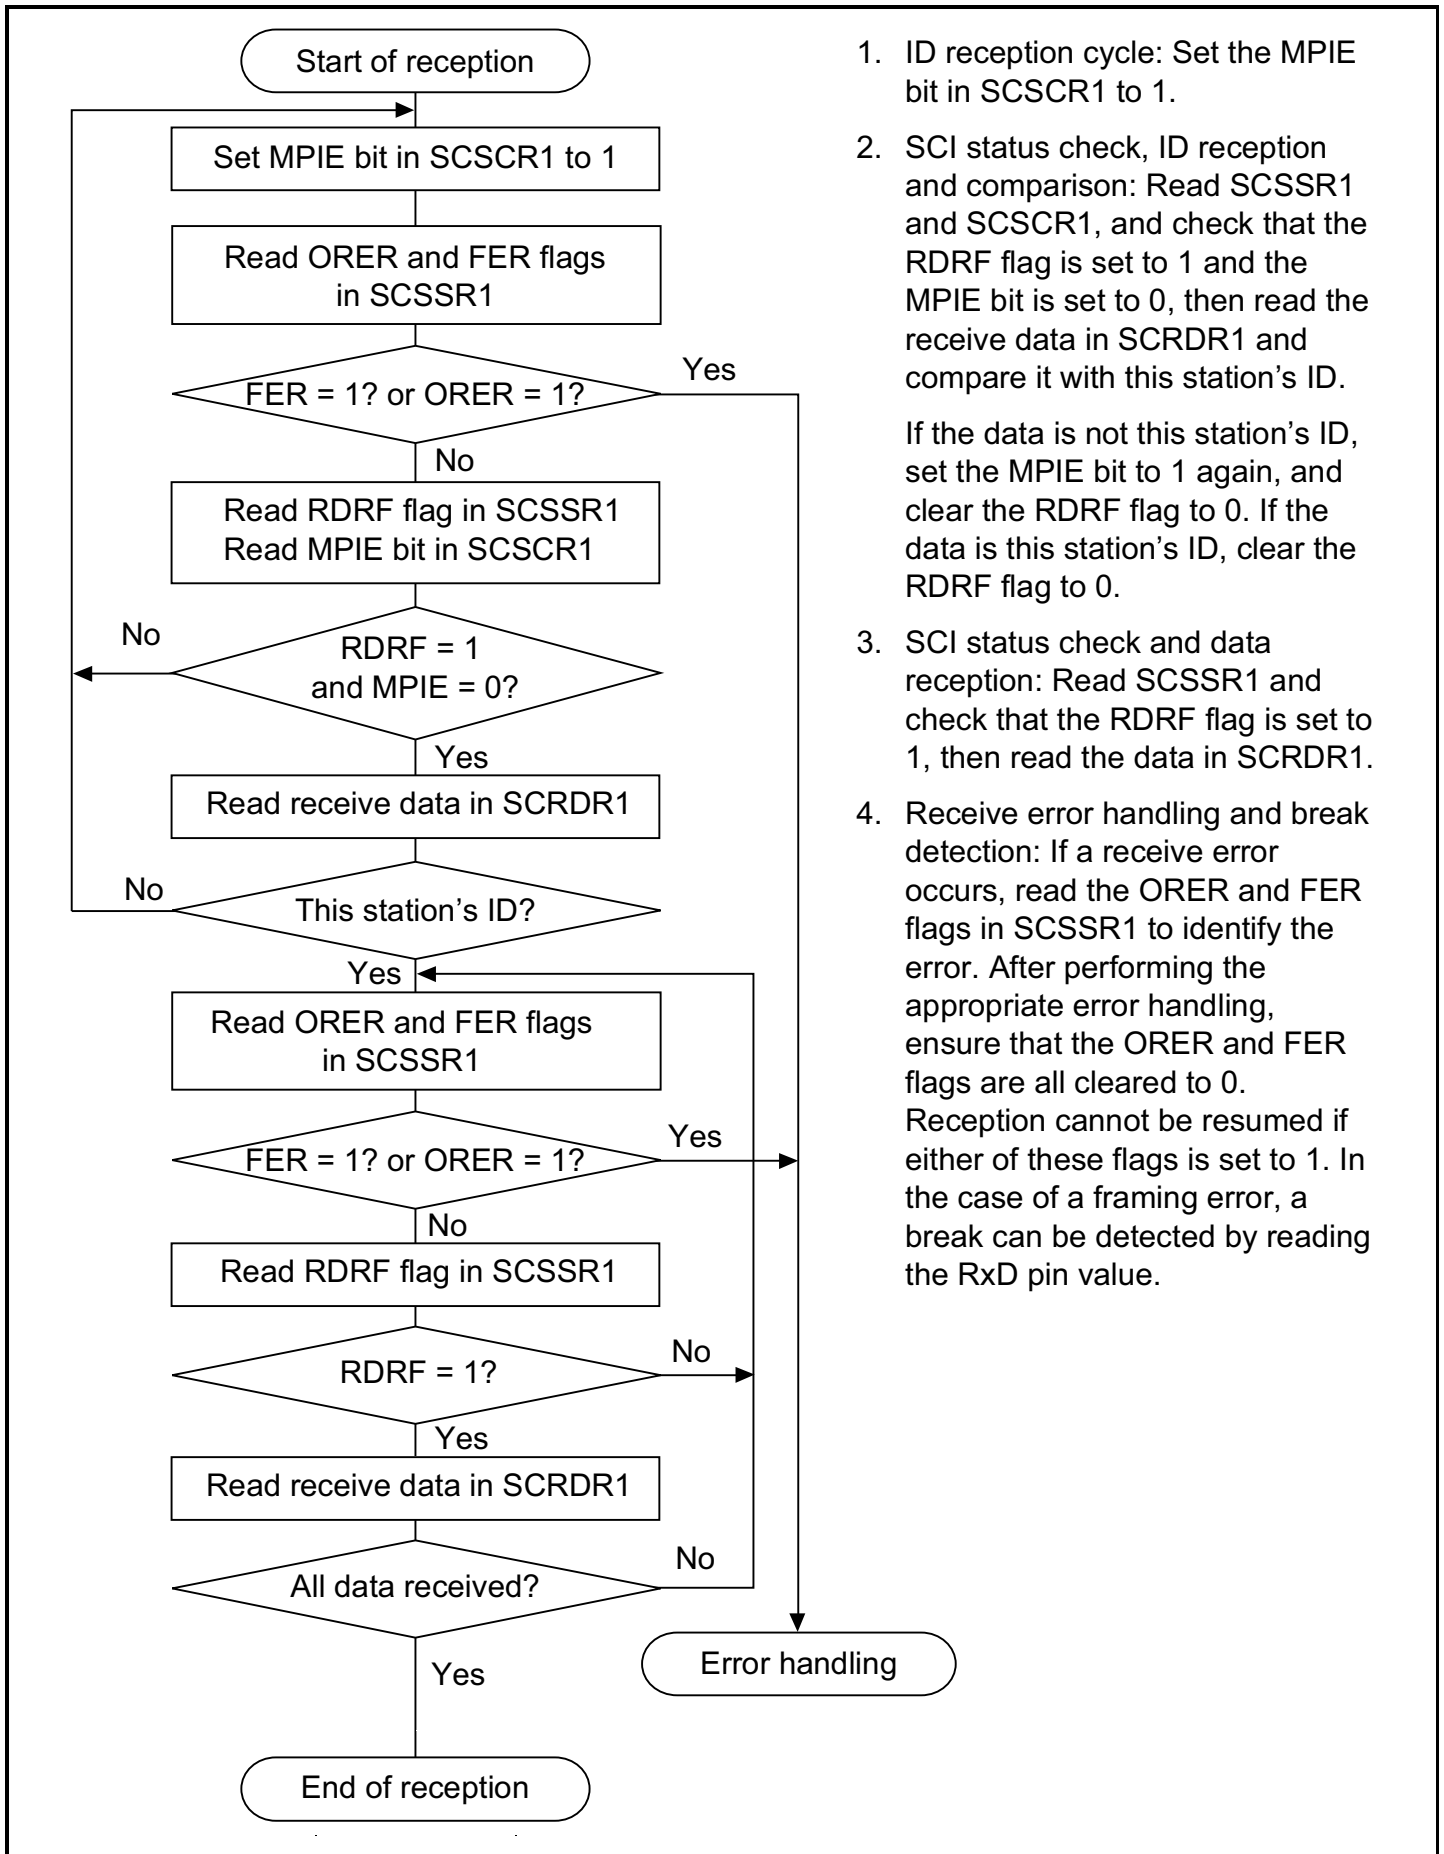 Start of reception
Set MPIE bit in SCSCR1 to 1
Read ORER and FER flags
in SCSSR1
FER = 1? or ORER = 1?
Yes
No
Read RDRF flag in SCSSR1
Read MPIE bit in SCSCR1
No
RDRF = 1
and MPIE = 0?
Yes
Read receive data in SCRDR1
No
This station's ID?
Yes
Read ORER and FER flags
in SCSSR1
FER = 1? or ORER = 1?
Yes
No
Read RDRF flag in SCSSR1
RDRF = 1?
No
Yes
Read receive data in SCRDR1
No
All data received?
Yes
Error handling
End of reception
1. ID reception cycle: Set the MPIE
bit in SCSCR1 to 1.
2. SCI status check, ID reception
and comparison: Read SCSSR1
and SCSCR1, and check that the
RDRF flag is set to 1 and the
MPIE bit is set to 0, then read the
receive data in SCRDR1 and
compare it with this station's ID.
If the data is not this station's ID,
set the MPIE bit to 1 again, and
clear the RDRF flag to 0. If the
data is this station's ID, clear the
RDRF flag to 0.
3. SCI status check and data
reception: Read SCSSR1 and
check that the RDRF flag is set to
1, then read the data in SCRDR1.
4. Receive error handling and break
detection: If a receive error
occurs, read the ORER and FER
flags in SCSSR1 to identify the
error. After performing the
appropriate error handling,
ensure that the ORER and FER
flags are all cleared to 0.
Reception cannot be resumed if
either of these flags is set to 1. In
the case of a framing error, a
break can be detected by reading
the RxD pin value.